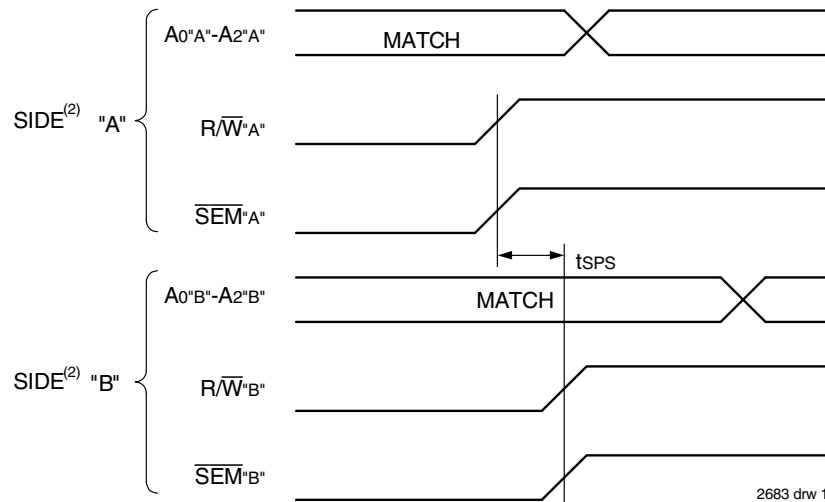 A0"A"-A2"A"
MATCH
SIDE(2) "A"
R/W"A"
SEM"A"
tSPS
A0"B"-A2"B"
MATCH
SIDE(2) "B"
R/W"B"
SEM"B"
2683 drw 1